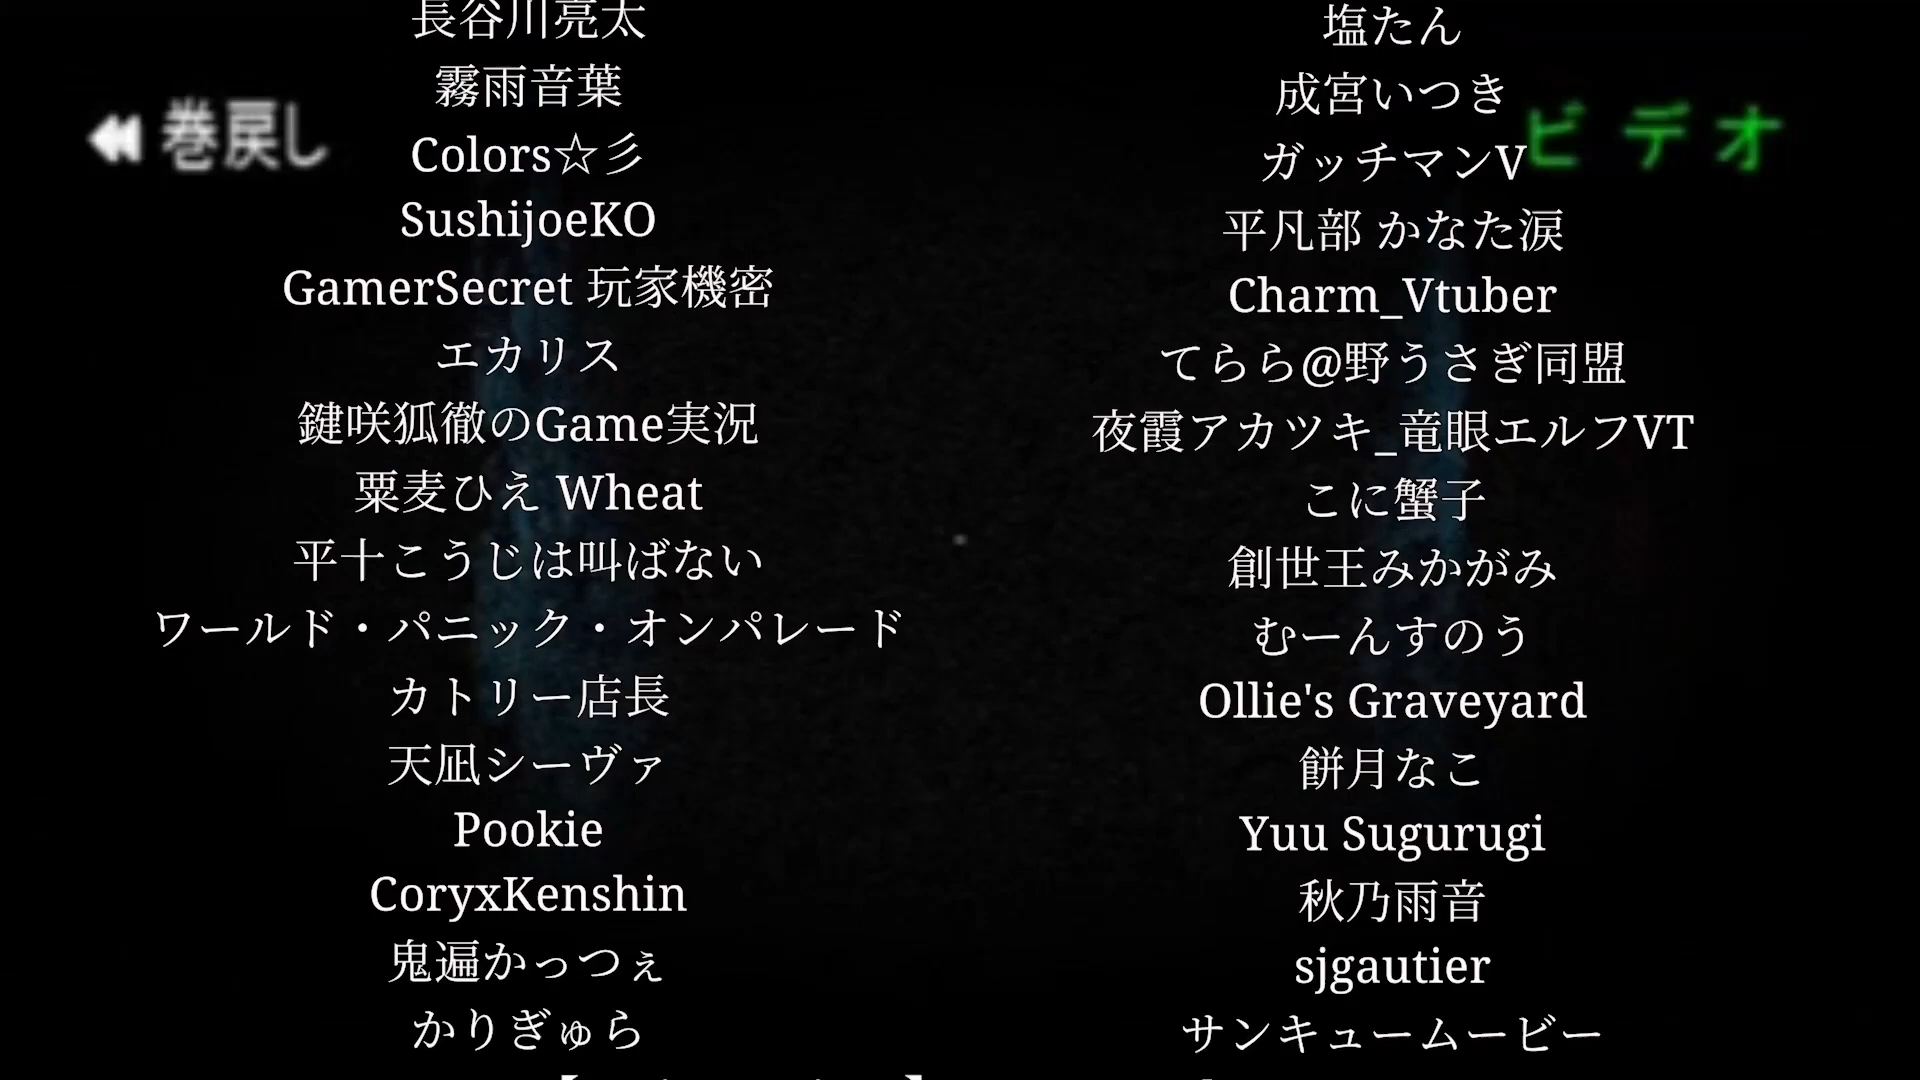 長谷川亮太
霧雨音葉
Colors☆彡
SushijoeKO
GamerSecret 玩家機密
エカリス
鍵咲狐徹のGame実況
粟麦ひえ Wheat
平十こうじは叫ばない
ワールド・パニック・オンパレード
カトリー店長
天凪シーヴァ
Pookie
CoryxKenshin
鬼遍かっつぇ
かりぎゅら
塩たん
成宮いつき
ガッチマンV
平凡部 かなた涙
Charm_Vtuber
てらら@野うさぎ同盟
夜霞アカツキ_竜眼エルフVT
こに蟹子
創世王みかがみ
むーんすのう
Ollie's Graveyard
餅月なこ
Yuu Sugurugi
秋乃雨音
sjgautier
サンキュームービー
巻戻し
ビデオ